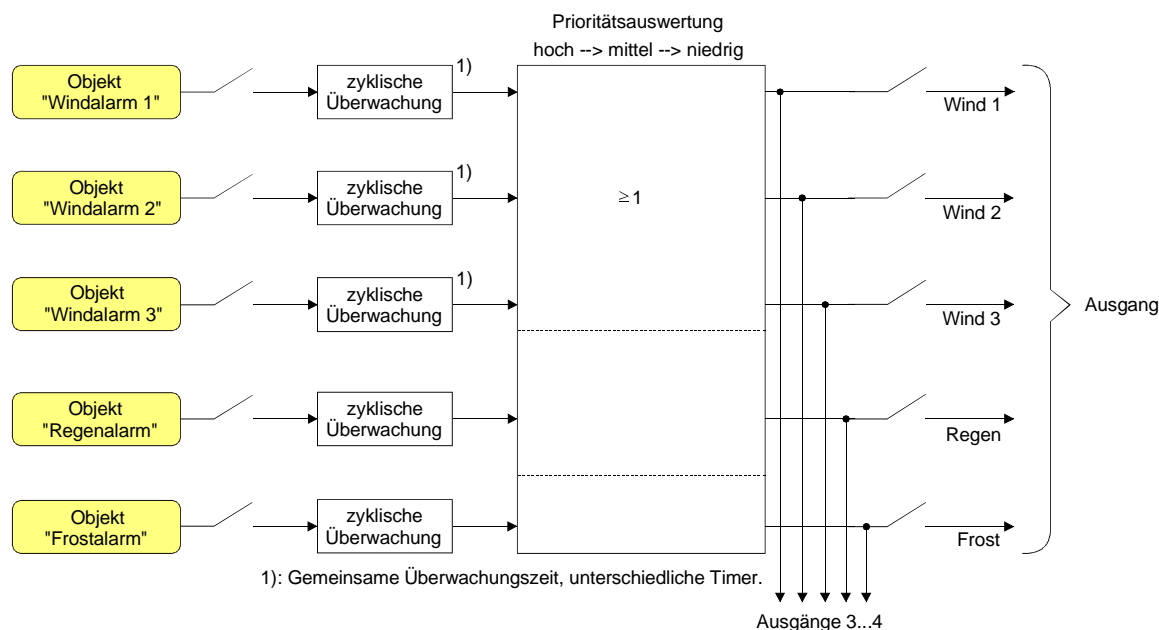 Prioritätsauswertung
hoch --> mittel --> niedrig
Objekt
"Windalarm 1"
zyklische
Überwachung
1)
Wind 1
Objekt
"Windalarm 2"
zyklische
Überwachung
1)
≥1
Wind 2
Objekt
"Windalarm 3"
zyklische
Überwachung
1)
Wind 3
Ausgang
Objekt
"Regenalarm"
zyklische
Überwachung
Regen
Objekt
"Frostalarm"
zyklische
Überwachung
Frost
1): Gemeinsame Überwachungszeit, unterschiedliche Timer.
Ausgänge 3...4